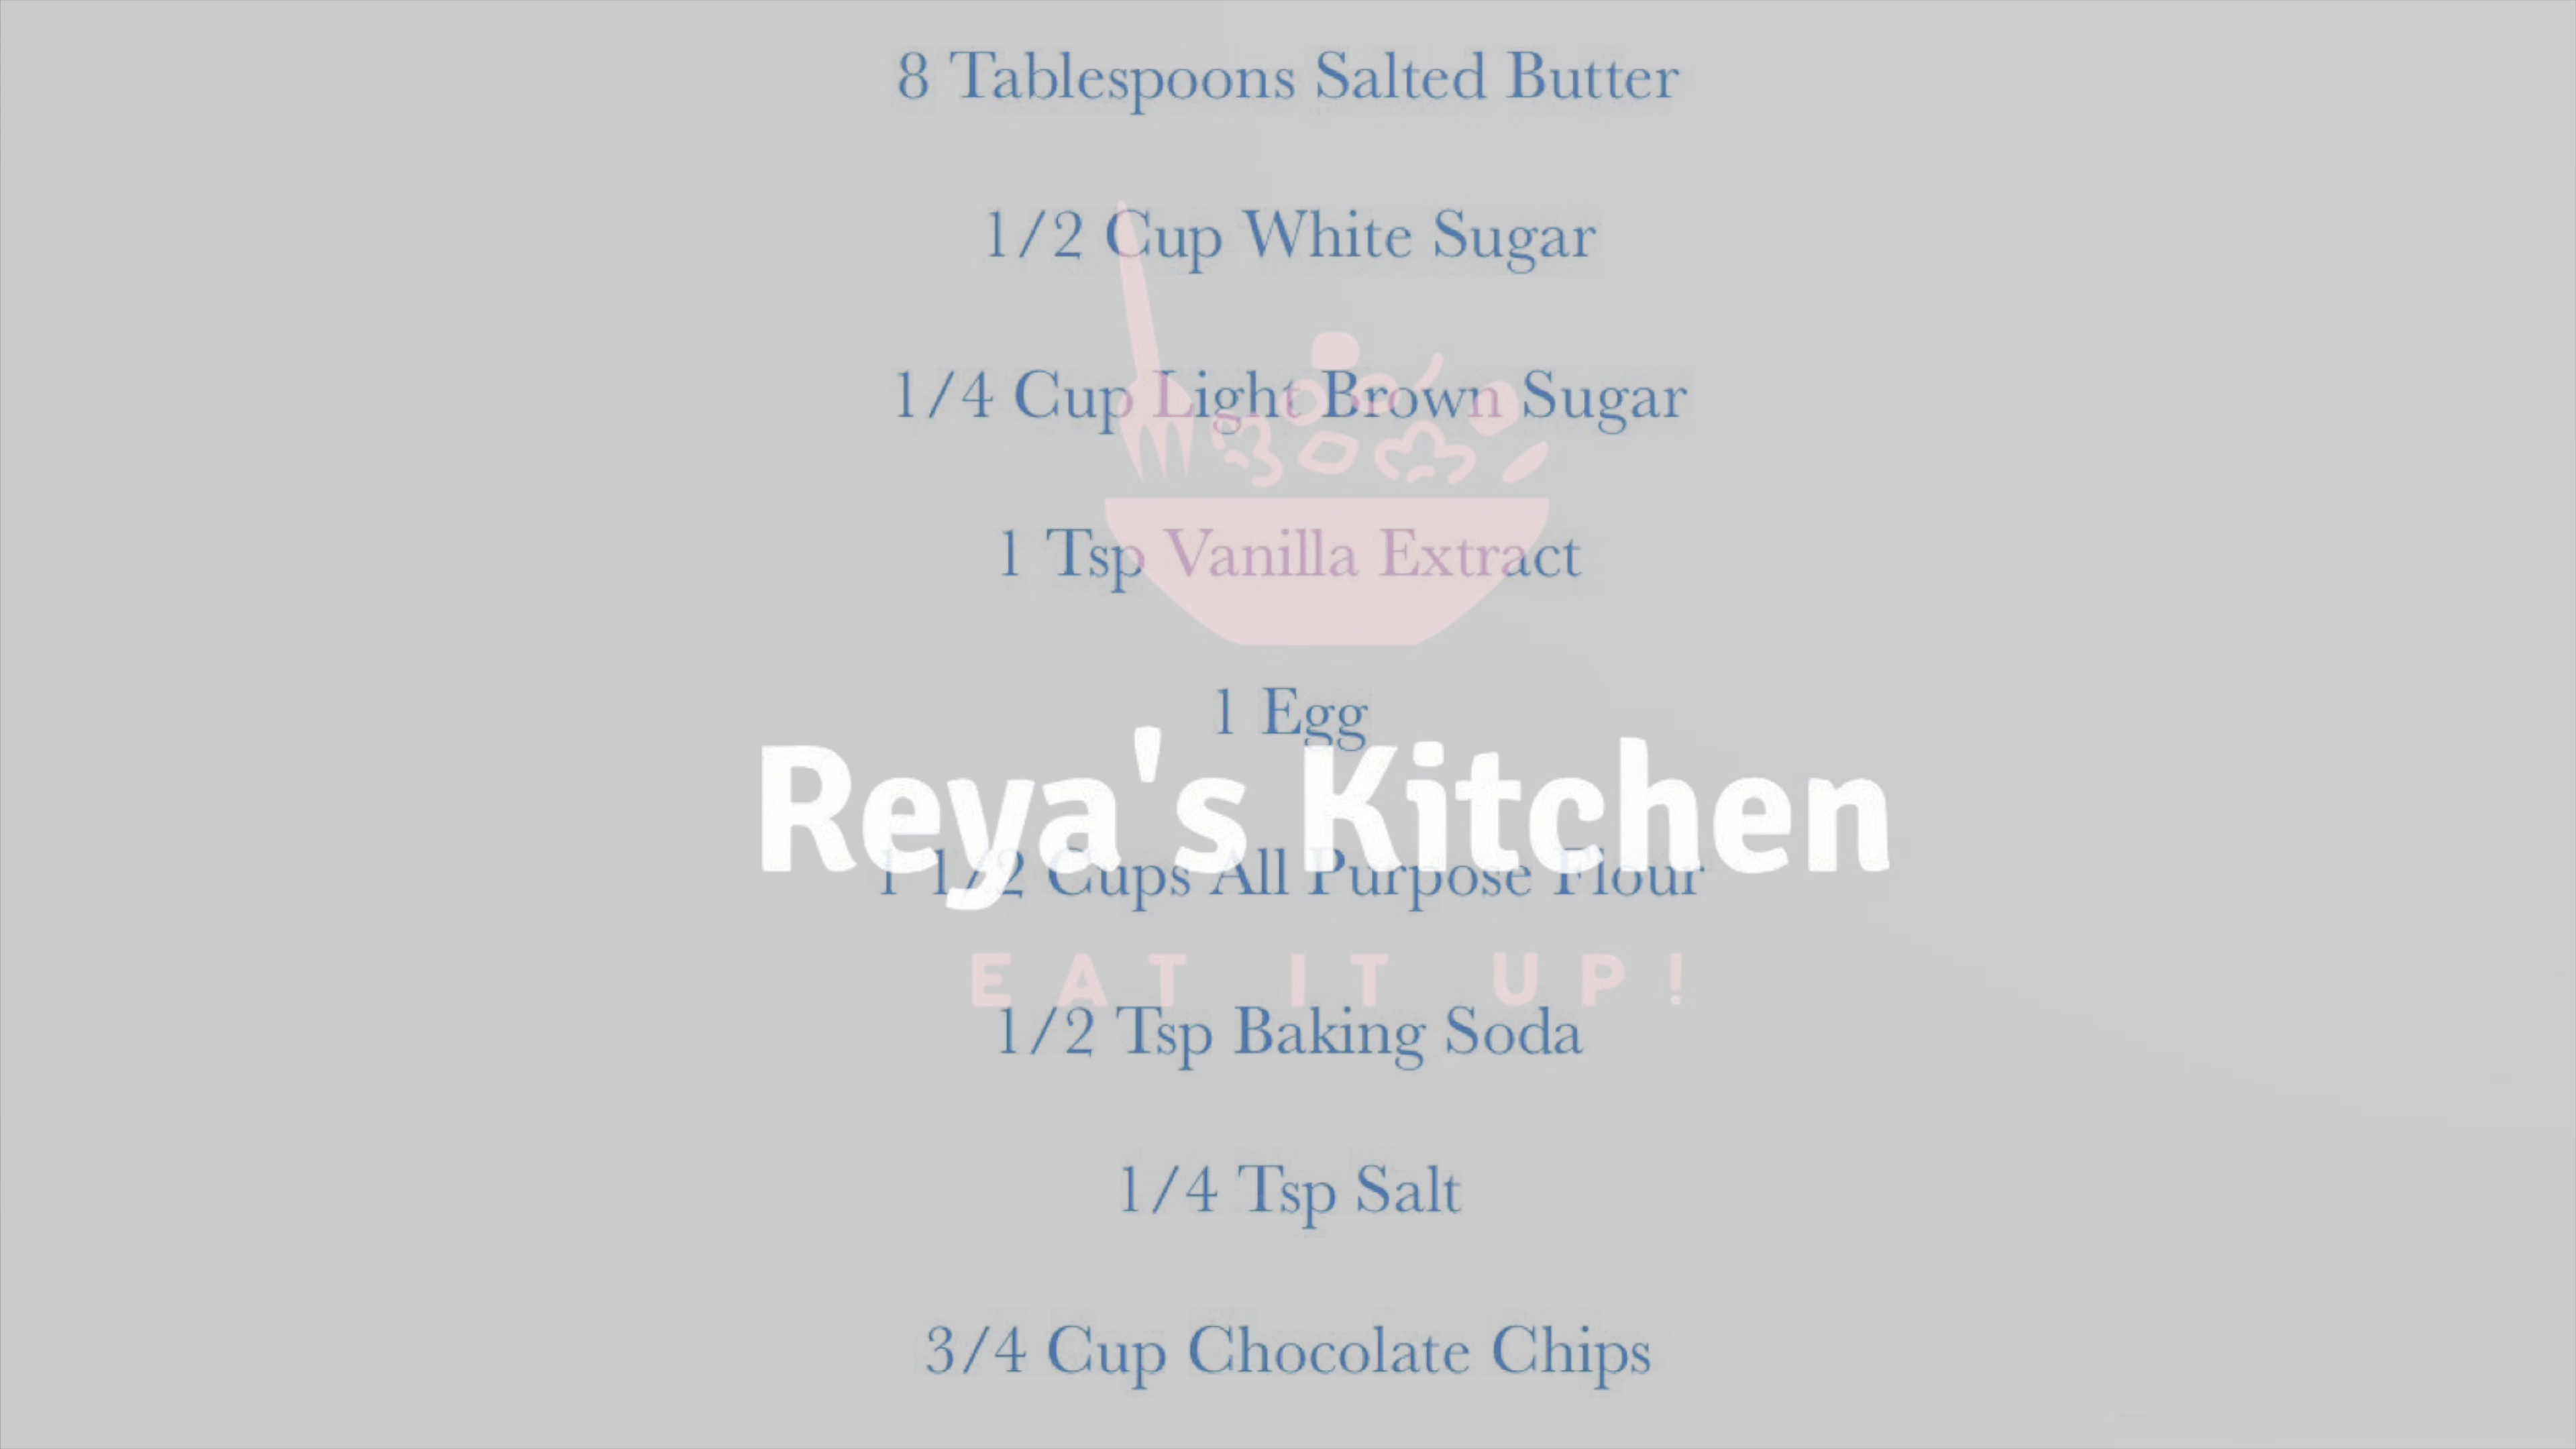 8 Tablespoons Salted Butter
1/2 Cup White Sugar
1/4 Cup Light Brown Sugar
1 Tsp Vanilla Extract
1 Egg
Reya's Kitchen
1 1/2 Cups All Purpose Flour
EAT IT UP!
1/2 Tsp Baking Soda
1/4 Tsp Salt
3/4 Cup Chocolate Chips